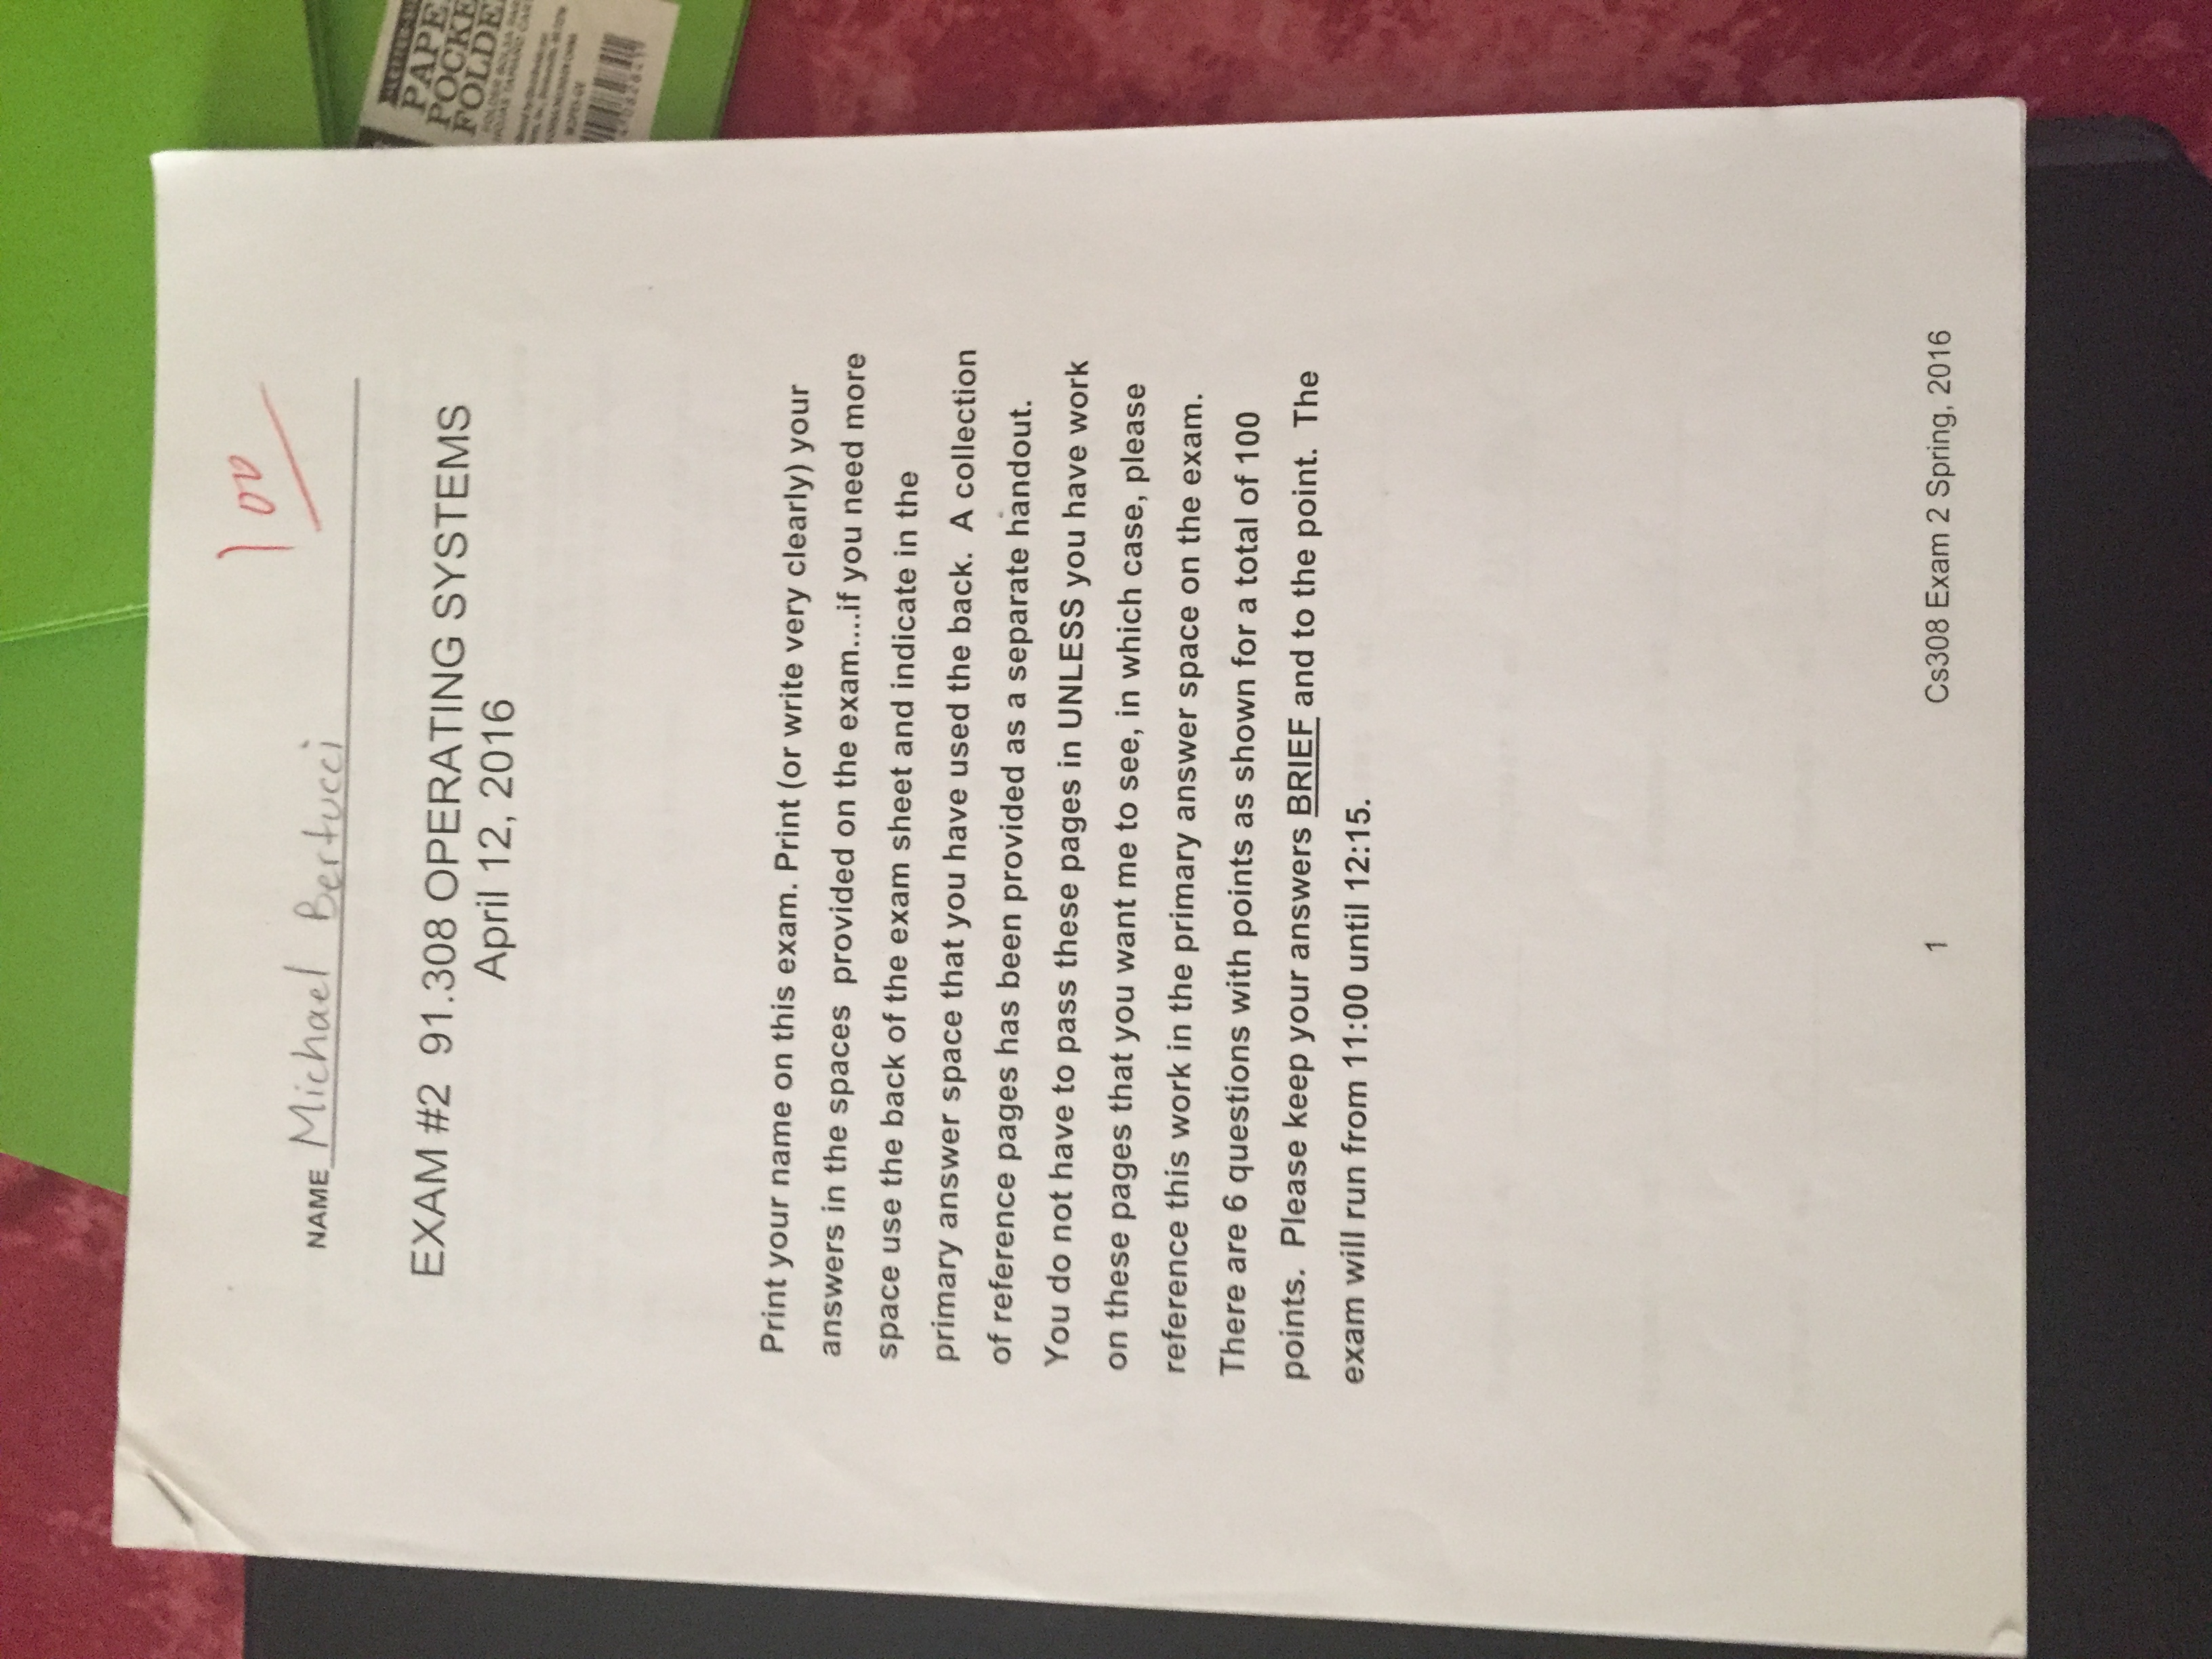 100
NAME Michael Bertucci
EXAM #2 91.308 OPERATING SYSTEMS
April 12, 2016
Print your name on this exam. Print (or write very clearly) your
answers in the spaces provided on the exam....if you need more
space use the back of the exam sheet and indicate in the
primary answer space that you have used the back. A collection
of reference pages has been provided as a separate handout.
You do not have to pass these pages in UNLESS you have work
on these pages that you want me to see, in which case, please
reference this work in the primary answer space on the exam.
There are 6 questions with points as shown for a total of 100
points. Please keep your answers BRIEF and to the point. The
exam will run from 11:00 until 12:15.
1 Cs308 Exam 2 Spring, 2016
PAPE
POCKE
FOLDE